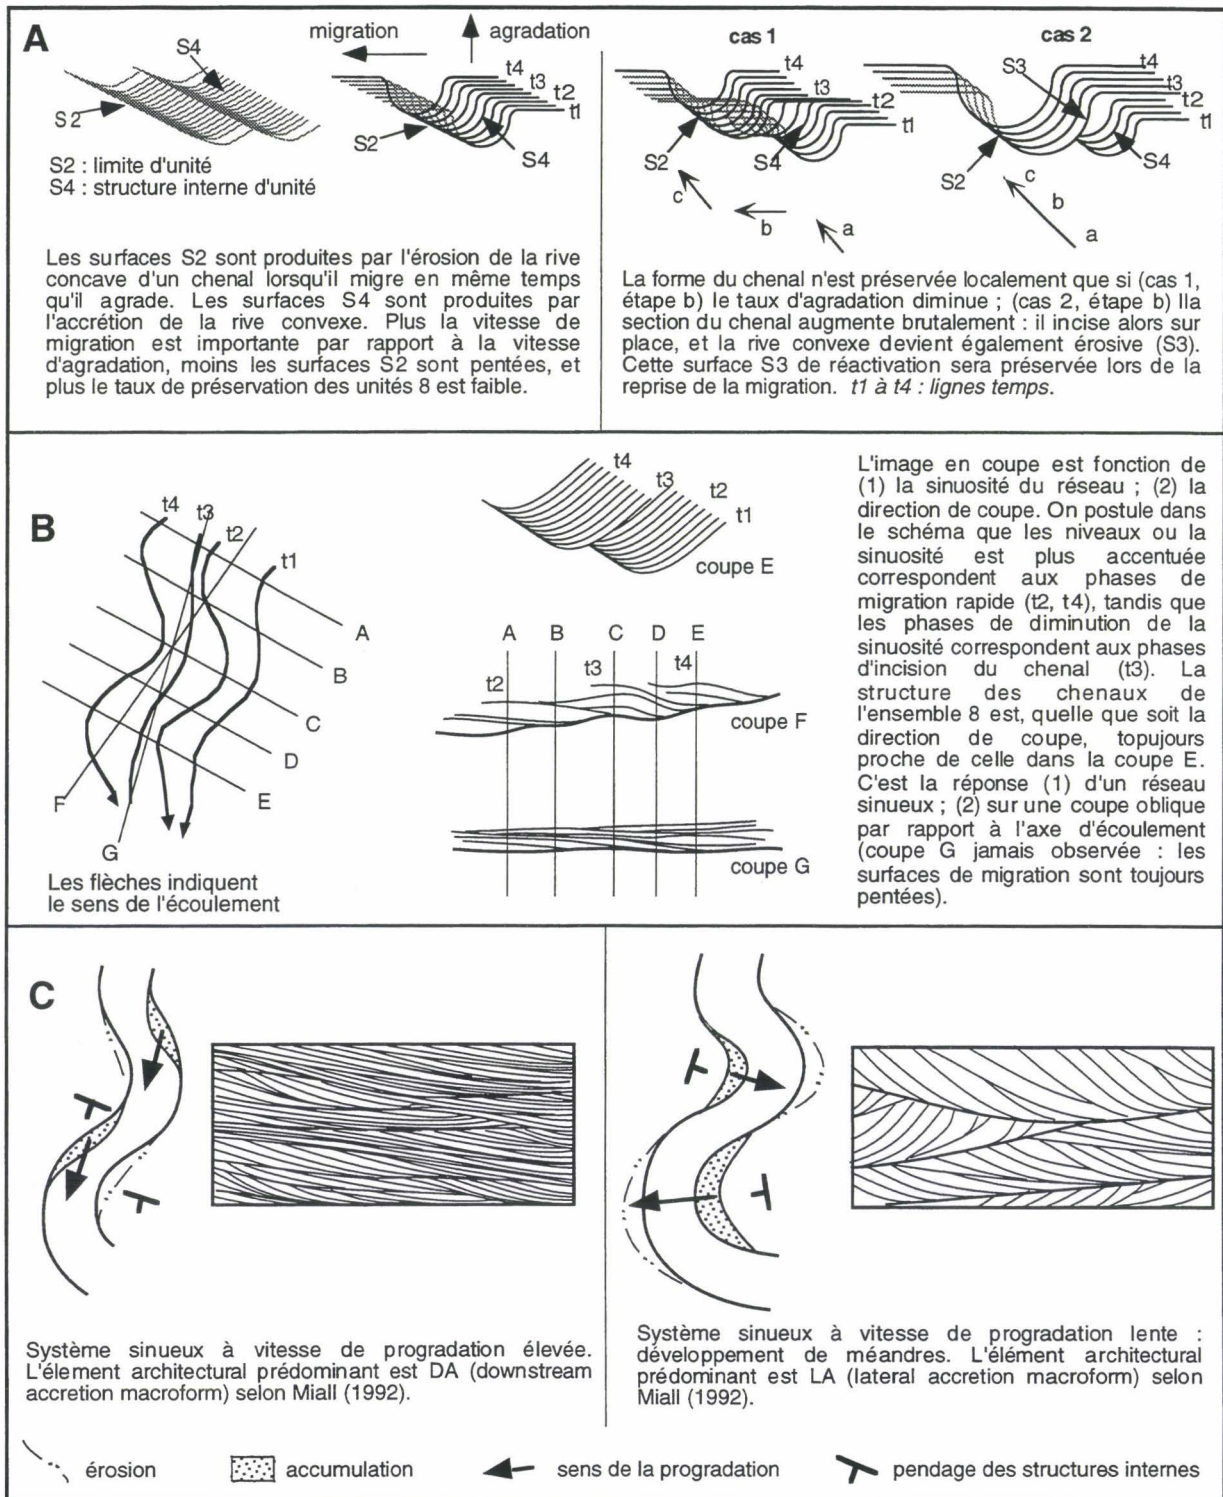 A
S4
S2
S2 : limite d'unité
S4 : structure interne d'unité
migration
agradation
t4
t3
t2
t1
S2
S4
Les surfaces S2 sont produites par l'érosion de la rive
concave d'un chenal lorsqu'il migre en même temps
qu'il agrade. Les surfaces S4 sont produites par
l'accrétion de la rive convexe. Plus la vitesse de
migration est importante par rapport à la vitesse
d'agradation, moins les surfaces S2 sont pentées, et
plus le taux de préservation des unités 8 est faible.
cas 1
t4
t3
t2
t1
S2
S4
c
b
a
cas 2
S3
t4
t3
t2
t1
S2
S4
c
b
a
La forme du chenal n'est préservée localement que si (cas 1,
étape b) le taux d'agradation diminue ; (cas 2, étape b) lla
section du chenal augmente brutalement : il incise alors sur
place, et la rive convexe devient également érosive (S3).
Cette surface S3 de réactivation sera préservée lors de la
reprise de la migration. t1 à t4 : lignes temps.
B
t4
t3
t2
t1
A
B
C
D
E
F
G
Les flèches indiquent
le sens de l'écoulement
t4
t3
t2
t1
coupe E
A B C D E
t2
t3
t4
coupe F
coupe G
L'image en coupe est fonction de
(1) la sinuosité du réseau ; (2) la
direction de coupe. On postule dans
le schéma que les niveaux ou la
sinuosité est plus accentuée
correspondent aux phases de
migration rapide (t2, t4), tandis que
les phases de diminution de la
sinuosité correspondent aux phases
d'incision du chenal (t3). La
structure des chenaux de
l'ensemble 8 est, quelle que soit la
direction de coupe, topujours
proche de celle dans la coupe E.
C'est la réponse (1) d'un réseau
sinueux ; (2) sur une coupe oblique
par rapport à l'axe d'écoulement
(coupe G jamais observée : les
surfaces de migration sont toujours
pentées).
C
Système sinueux à vitesse de progradation élevée.
L'élement architectural prédominant est DA (downstream
accretion macroform) selon Miall (1992).
Système sinueux à vitesse de progradation lente :
développement de méandres. L'élément architectural
prédominant est LA (lateral accretion macroform) selon
Miall (1992).
érosion
accumulation
sens de la progradation
pendage des structures internes